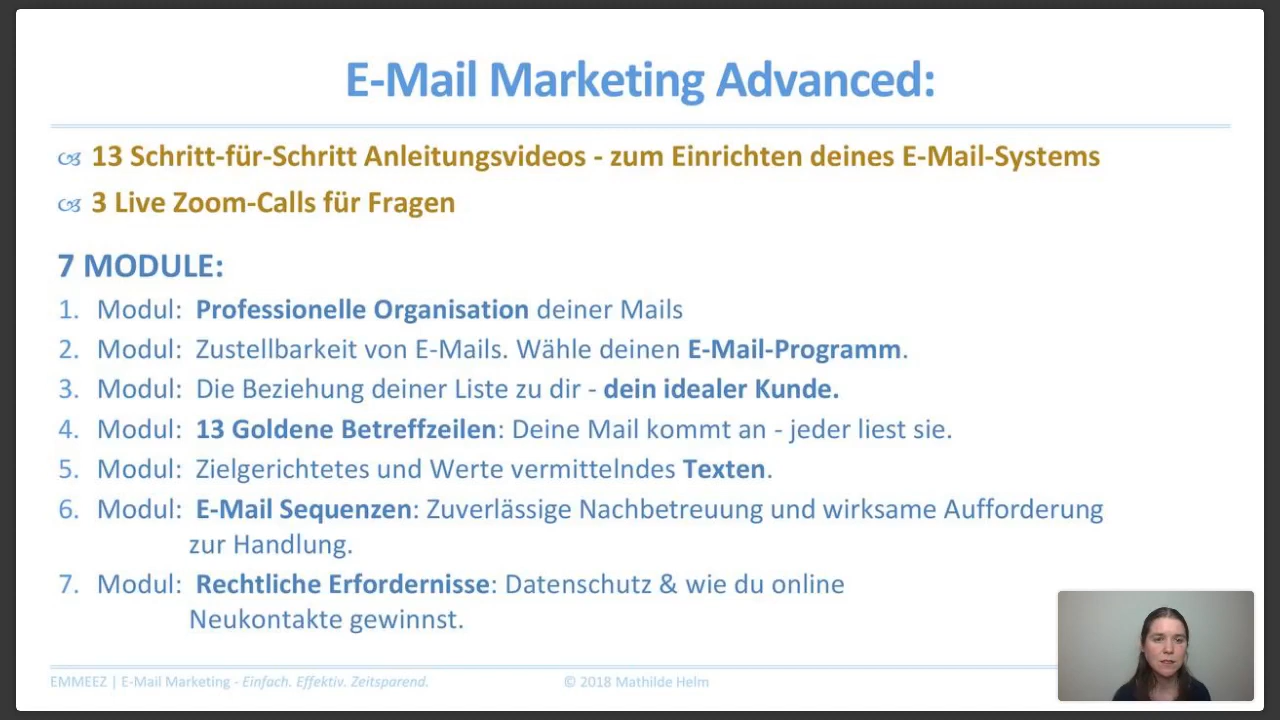 E-Mail Marketing Advanced:
13 Schritt-für-Schritt Anleitungsvideos - zum Einrichten deines E-Mail-Systems
3 Live Zoom-Calls für Fragen
7 MODULE:
1. Modul: Professionelle Organisation deiner Mails
2. Modul: Zustellbarkeit von E-Mails. Wähle deinen E-Mail-Programm.
3. Modul: Die Beziehung deiner Liste zu dir - dein idealer Kunde.
4. Modul: 13 Goldene Betreffzeilen: Deine Mail kommt an - jeder liest sie.
5. Modul: Zielgerichtetes und Werte vermittelndes Texten.
6. Modul: E-Mail Sequenzen: Zuverlässige Nachbetreuung und wirksame Aufforderung
zur Handlung.
7. Modul: Rechtliche Erfordernisse: Datenschutz & wie du online
Neukontakte gewinnst.
EMMEEZ | E-Mail Marketing - Einfach. Effektiv. Zeitsparend. © 2018 Mathilde Helm